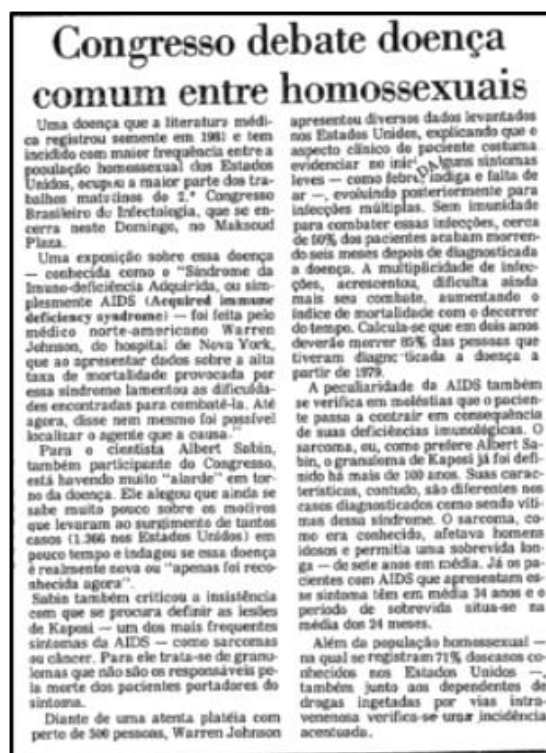 Congresso debate doença
comum entre homossexuais
Uma doença que a literatura médi-
ca registrou somente em 1981 e tem
incidido com maior frequência entre a
população homossexual dos Estados
Unidos, ocupou a maior parte dos tra-
balhos matutinos do 2.º Congresso
Brasileiro de Infectologia, que se en-
cerra neste Domingo, no Maksoud
Plaza.
Uma exposição sobre essa doença
— conhecida como o "Síndrome da
Imuno-deficiência Adquirida, ou sim-
plesmente AIDS (Acquired immune
deficiency syndrome) — foi feita pelo
médico norte-americano Warren
Johnson, do hospital de Nova York,
que ao apresentar dados sobre a alta
taxa de mortalidade provocada por
essa síndrome lamentou as dificulda-
des encontradas para combatê-la. Até
agora, disse nem mesmo foi possível
localizar o agente que a causa."
Para o cientista Albert Sabin,
também participante do Congresso,
está havendo muito "alarde" em tor-
no da doença. Ele alegou que ainda se
sabe muito pouco sobre os motivos
que levaram ao surgimento de tantos
casos (1.366 nos Estados Unidos) em
pouco tempo e indagou se essa doença
é realmente nova ou "apenas foi reco-
nhecida agora".
Sabin também criticou a insistência
com que se procura definir as lesões
de Kaposi — um dos mais frequentes
sintomas da AIDS — como sarcomas
ou câncer. Para ele trata-se de granu-
lomas que não são os responsáveis pe-
la morte dos pacientes portadores do
sintoma.
Diante de uma atenta platéia com
perto de 500 pessoas, Warren Johnson
apresentou diversos dados levantados
nos Estados Unidos, explicando que o
aspecto clínico do paciente costuma
evidenciar no alguns sintomas
leves — como febre, fadiga e falta de
ar —, evoluindo posteriormente para
infecções múltiplas. Sem imunidade
para combater essas infecções, cerca
de 50% dos pacientes acabam morren-
do seis meses depois de diagnosticada
a doença. A multiplicidade de infec-
ções, acrescentou, dificulta ainda
mais seu combate, aumentando o
índice de mortalidade com o decorrer
do tempo. Calcula-se que em dois anos
deverão morrer 85% das pessoas que
tiveram diagnosticada a doença a
partir de 1979.
A peculiaridade da AIDS também
se verifica em moléstias que o pacien-
te passa a contrair em consequência
de suas deficiências imunológicas. O
sarcoma, ou, como prefere Albert Sa-
bin, o granuloma de Kaposi já foi defi-
nido há mais de 100 anos. Suas carac-
terísticas, contudo, são diferentes nos
casos diagnosticados como sendo víti-
mas dessa síndrome. O sarcoma, co-
mo era conhecido, afetava homens
idosos e permitia uma sobrevida lon-
ga — de sete anos em média. Já os pa-
cientes com AIDS que apresentam es-
se sintoma têm em média 34 anos e o
período de sobrevida situa-se na
média dos 24 meses.
Além da população homossexual —
na qual se registram 71% dos casos co-
nhecidos nos Estados Unidos —,
também junto aos dependentes de
drogas ingetadas por vias intra-
venenosa verifica-se uma incidência
acentuada.